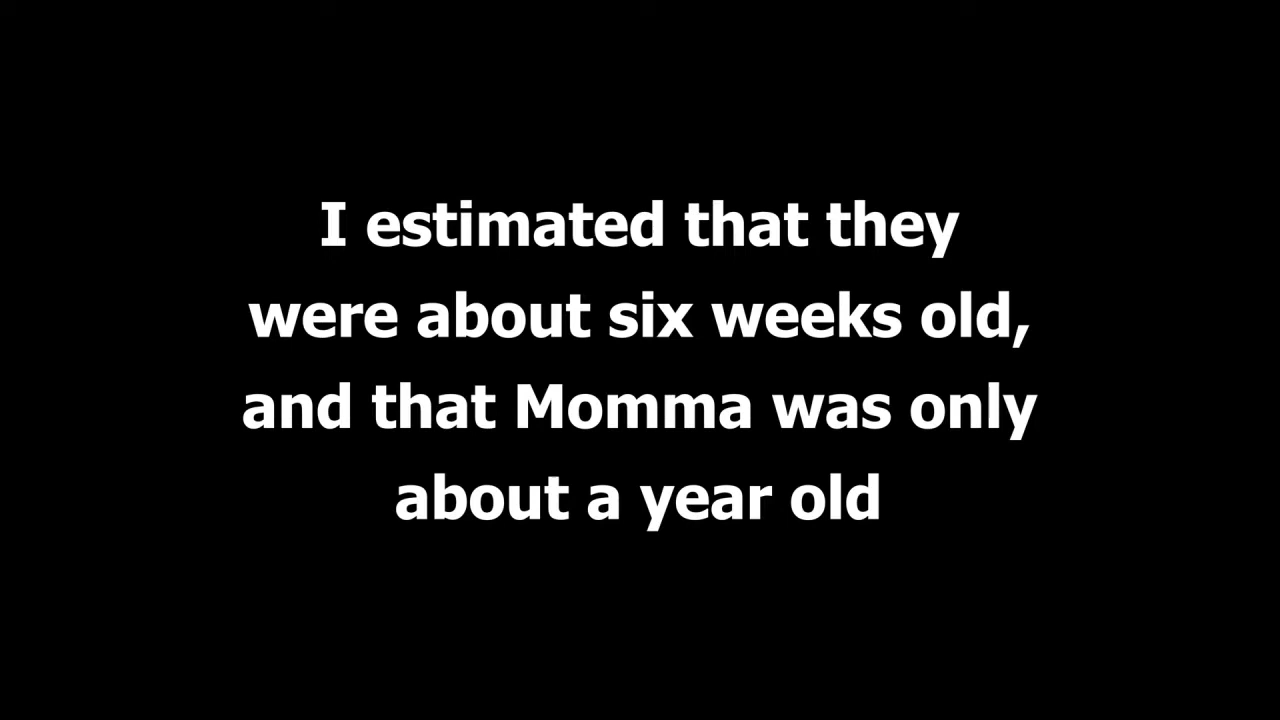 I estimated that they
were about six weeks old,
and that Momma was only
about a year old